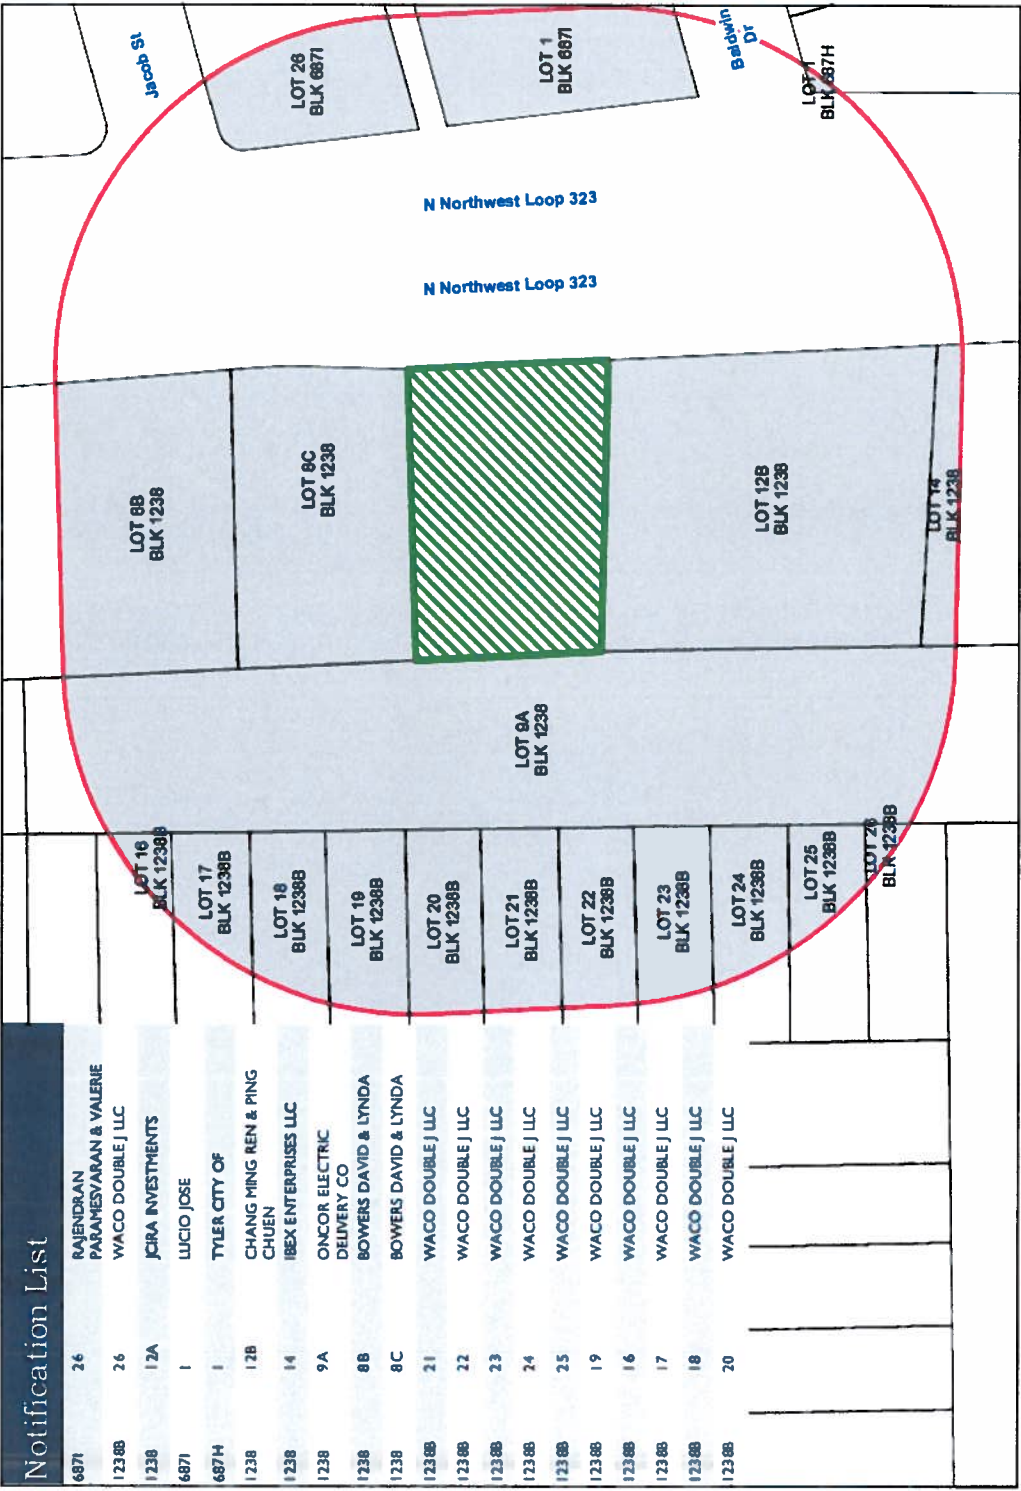 Notification List
687I 26 RAJENDRAN
PARAMESVARAN & VALERIE
1238B 26 WACO DOUBLE J LLC
1238 12A JCIRA INVESTMENTS
687I 1 LUCIO JOSE
687H 1 TYLER CITY OF
1238 12B CHANG MING REN & PING
CHUEN
1238 14 IBEX ENTERPRISES LLC
1238 9A ONCOR ELECTRIC
DELIVERY CO
1238 8B BOWERS DAVID & LYNDA
1238 8C BOWERS DAVID & LYNDA
1238B 21 WACO DOUBLE J LLC
1238B 22 WACO DOUBLE J LLC
1238B 23 WACO DOUBLE J LLC
1238B 24 WACO DOUBLE J LLC
1238B 25 WACO DOUBLE J LLC
1238B 19 WACO DOUBLE J LLC
1238B 16 WACO DOUBLE J LLC
1238B 17 WACO DOUBLE J LLC
1238B 18 WACO DOUBLE J LLC
1238B 20 WACO DOUBLE J LLC
LOT 16
BLK 1238B
LOT 17
BLK 1238B
LOT 18
BLK 1238B
LOT 19
BLK 1238B
LOT 20
BLK 1238B
LOT 21
BLK 1238B
LOT 22
BLK 1238B
LOT 23
BLK 1238B
LOT 24
BLK 1238B
LOT 25
BLK 1238B
LOT 26
BLK 1238B
LOT 9A
BLK 1238
LOT 8B
BLK 1238
LOT 8C
BLK 1238
LOT 12B
BLK 1238
LOT 14
BLK 1238
N Northwest Loop 323
N Northwest Loop 323
Jacob St
LOT 26
BLK 687I
LOT 1
BLK 687I
Baldwin
Dr
LOT 1
BLK 687H